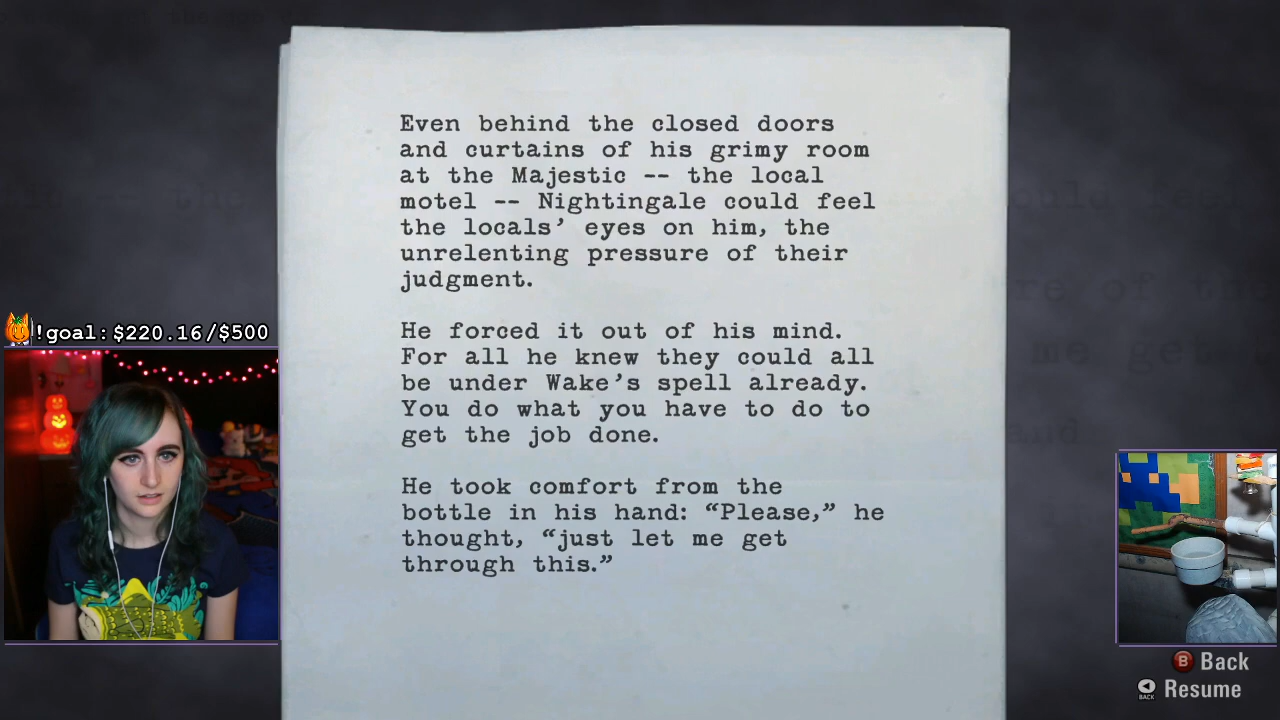 Even behind the closed doors
and curtains of his grimy room
at the Majestic -- the local
motel -- Nightingale could feel
the locals’ eyes on him, the
unrelenting pressure of their
judgment.
He forced it out of his mind.
For all he knew they could all
be under Wake’s spell already.
You do what you have to do to
get the job done.
He took comfort from the
bottle in his hand: “Please,” he
thought, “just let me get
through this.”
!goal:$220.16/$500
B Back
BACK Resume